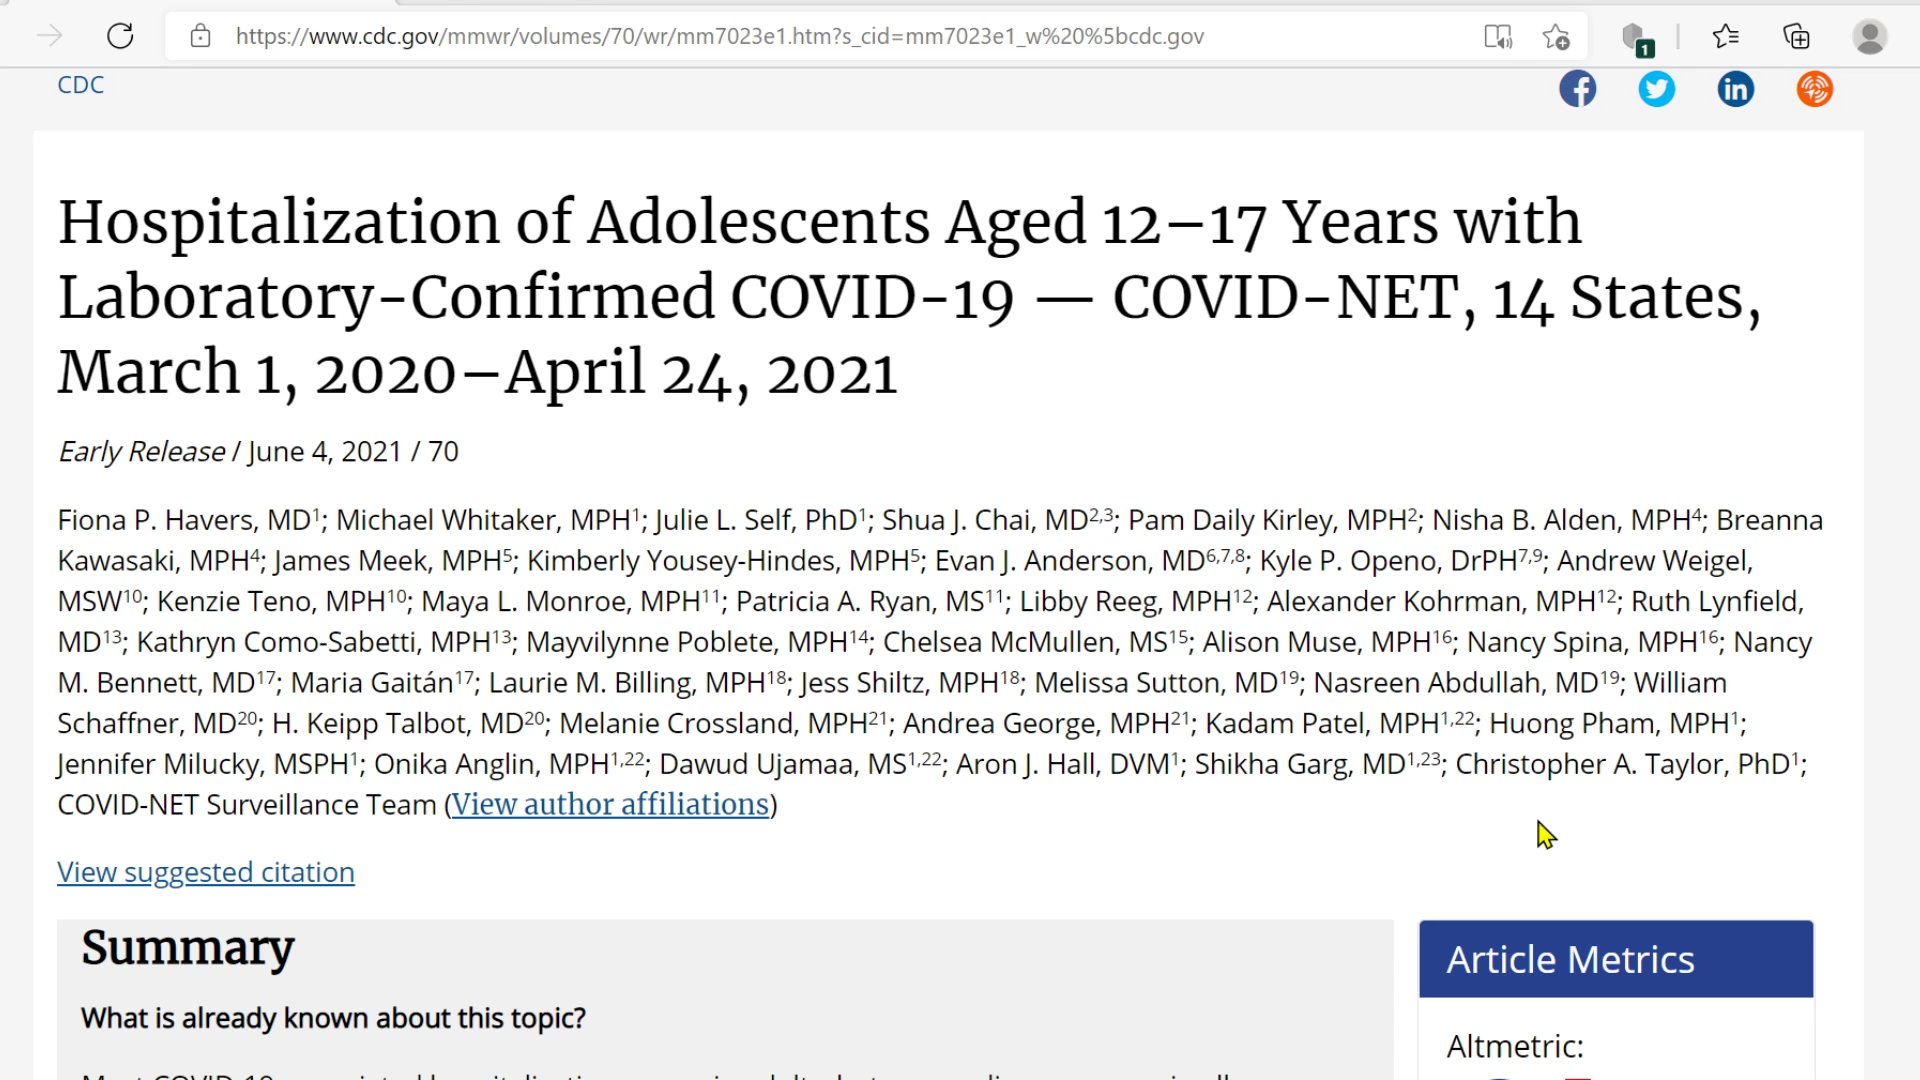 https://www.cdc.gov/mmwr/volumes/70/wr/mm7023e1.htm?s_cid=mm7023e1_w%20%5bcdc.gov
1
CDC
Hospitalization of Adolescents Aged 12–17 Years with
Laboratory-Confirmed COVID-19 — COVID-NET, 14 States,
March 1, 2020–April 24, 2021
Early Release / June 4, 2021 / 70
Fiona P. Havers, MD¹; Michael Whitaker, MPH¹; Julie L. Self, PhD¹; Shua J. Chai, MD²,³; Pam Daily Kirley, MPH²; Nisha B. Alden, MPH⁴; Breanna
Kawasaki, MPH⁴; James Meek, MPH⁵; Kimberly Yousey-Hindes, MPH⁵; Evan J. Anderson, MD⁶,⁷,⁸; Kyle P. Openo, DrPH⁷,⁹; Andrew Weigel,
MSW¹⁰; Kenzie Teno, MPH¹⁰; Maya L. Monroe, MPH¹¹; Patricia A. Ryan, MS¹¹; Libby Reeg, MPH¹²; Alexander Kohrman, MPH¹²; Ruth Lynfield,
MD¹³; Kathryn Como-Sabetti, MPH¹³; Mayvilynne Poblete, MPH¹⁴; Chelsea McMullen, MS¹⁵; Alison Muse, MPH¹⁶; Nancy Spina, MPH¹⁶; Nancy
M. Bennett, MD¹⁷; Maria Gaitán¹⁷; Laurie M. Billing, MPH¹⁸; Jess Shiltz, MPH¹⁸; Melissa Sutton, MD¹⁹; Nasreen Abdullah, MD¹⁹; William
Schaffner, MD²⁰; H. Keipp Talbot, MD²⁰; Melanie Crossland, MPH²¹; Andrea George, MPH²¹; Kadam Patel, MPH¹,²²; Huong Pham, MPH¹;
Jennifer Milucky, MSPH¹; Onika Anglin, MPH¹,²²; Dawud Ujamaa, MS¹,²²; Aron J. Hall, DVM¹; Shikha Garg, MD¹,²³; Christopher A. Taylor, PhD¹;
COVID-NET Surveillance Team (View author affiliations)
View suggested citation
Summary
What is already known about this topic?
Article Metrics
Altmetric: